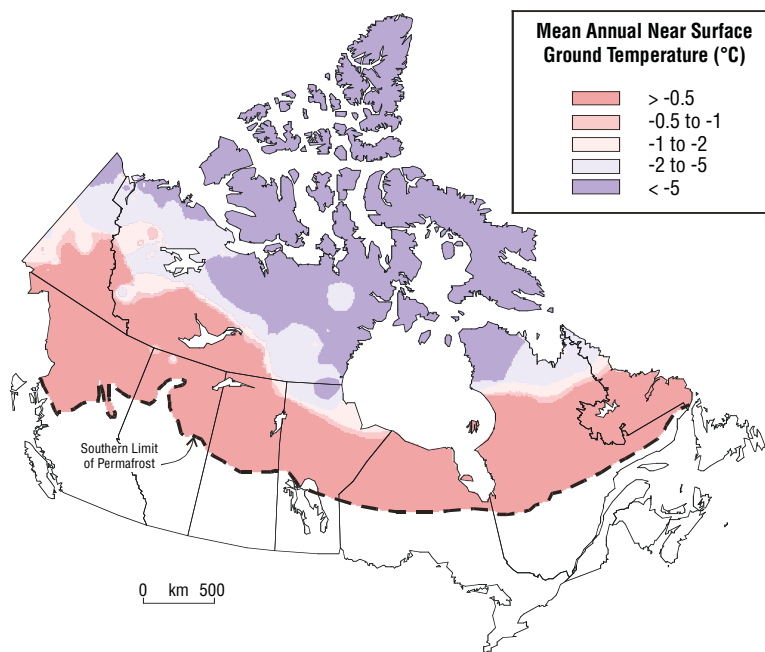 Mean Annual Near Surface
Ground Temperature (°C)
> -0.5
-0.5 to -1
-1 to -2
-2 to -5
< -5
Southern Limit
of Permafrost
0 km 500